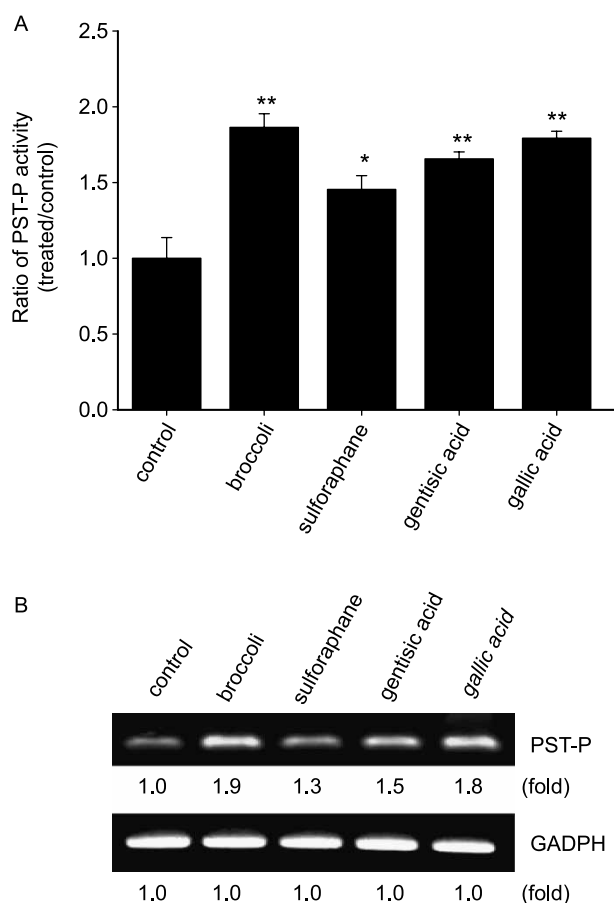 A
2.5
2.0
1.5
1.0
0.5
0.0
Ratio of PST-P activity
(treated/control)
**
*
**
**
control
broccoli
sulforaphane
gentisic acid
gallic acid
B
control
broccoli
sulforaphane
gentisic acid
gallic acid
PST-P
1.0 1.9 1.3 1.5 1.8 (fold)
GADPH
1.0 1.0 1.0 1.0 1.0 (fold)